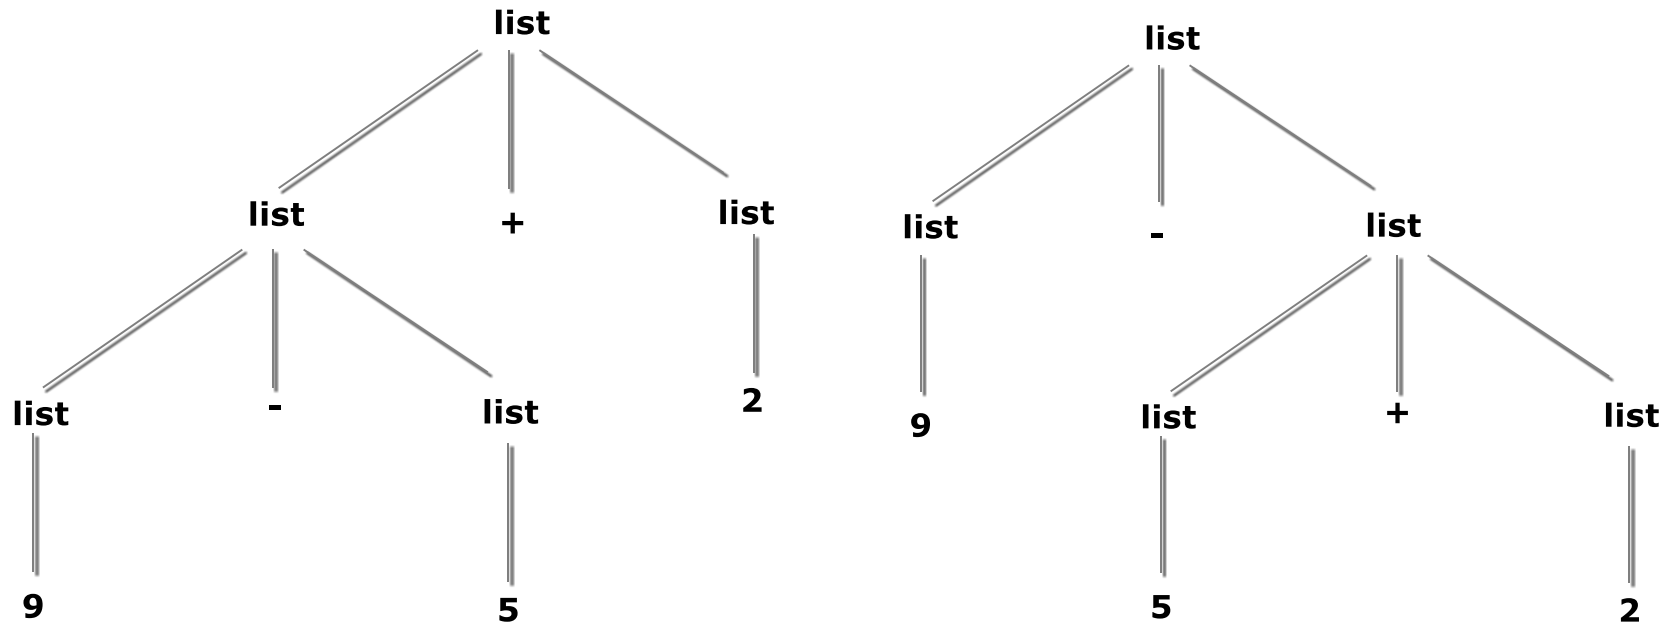 list
list + list
list - list 2
9 5
list
list - list
9 list + list
5 2